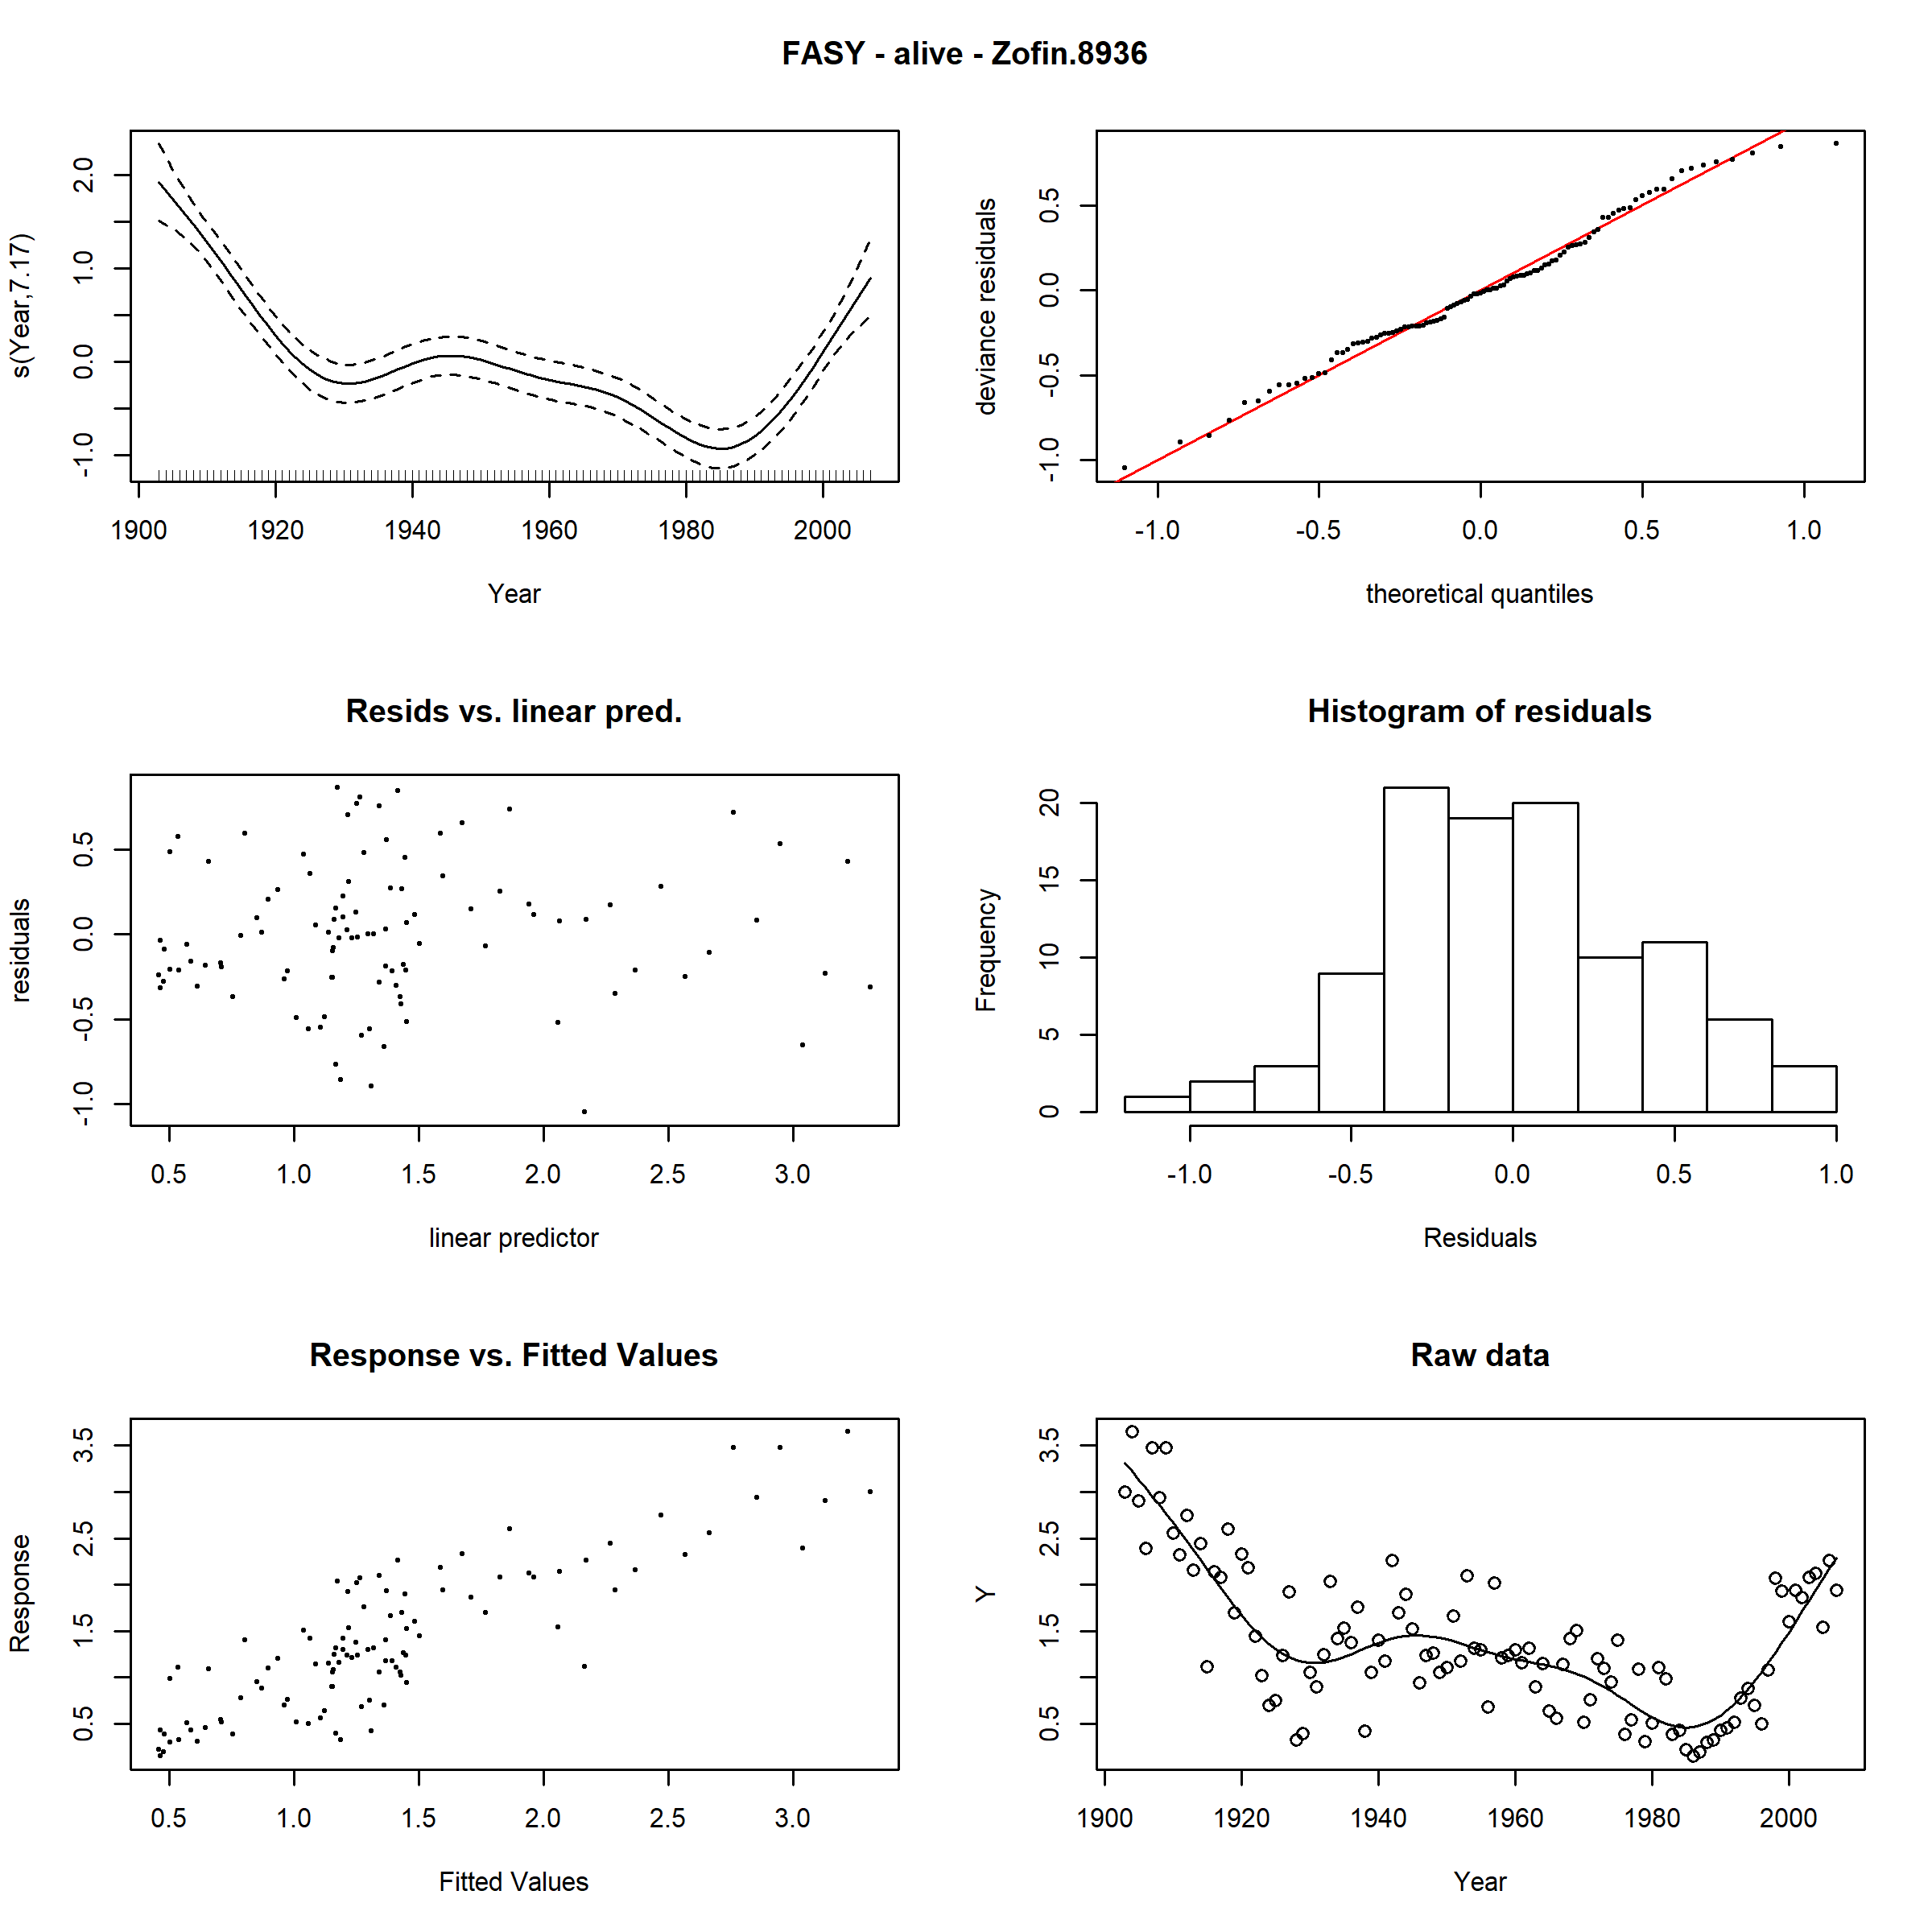 FASY - alive - Zofin.8936
s(Year,7.17)
2.0
1.0
0.0
-1.0
1900 1920 1940 1960 1980 2000
Year
deviance residuals
0.5
0.0
-0.5
-1.0
-1.0 -0.5 0.0 0.5 1.0
theoretical quantiles
Resids vs. linear pred.
residuals
0.5
0.0
-0.5
-1.0
0.5 1.0 1.5 2.0 2.5 3.0
linear predictor
Histogram of residuals
Frequency
20
15
10
5
0
-1.0 -0.5 0.0 0.5 1.0
Residuals
Response vs. Fitted Values
Response
3.5
2.5
1.5
0.5
0.5 1.0 1.5 2.0 2.5 3.0
Fitted Values
Raw data
Y
3.5
2.5
1.5
0.5
1900 1920 1940 1960 1980 2000
Year